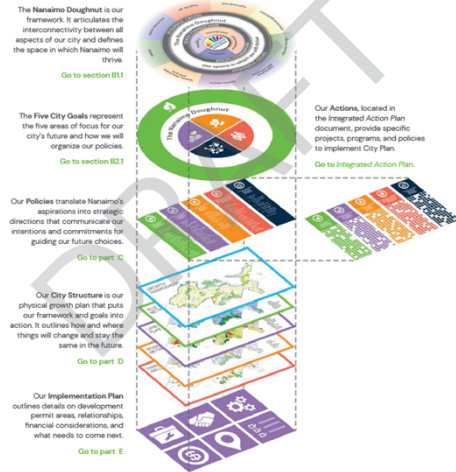 The Nanaimo Doughnut is our
framework. It articulates the
interconnectivity between all
aspects of our city and defines
the space in which Nanaimo will
thrive.
Go to section B1.1
The Nanaimo Doughnut
The Five City Goals represent
the five areas of focus for our
city's future and how we will
organize our policies.
Go to section B2.1
The Nanaimo Doughnut
Our Actions, located in
the Integrated Action Plan
document, provide specific
projects, programs, and policies
to implement City Plan.
Go to Integrated Action Plan.
Our Policies translate Nanaimo's
aspirations into strategic
directions that communicate our
intentions and commitments for
guiding our future choices.
Go to part C
Our City Structure is our
physical growth plan that puts
our framework and goals into
action. It outlines how and where
things will change and stay the
same in the future.
Go to part D
Our Implementation Plan
outlines details on development
permit areas, relationships,
financial considerations, and
what needs to come next.
Go to part E
DRAFT